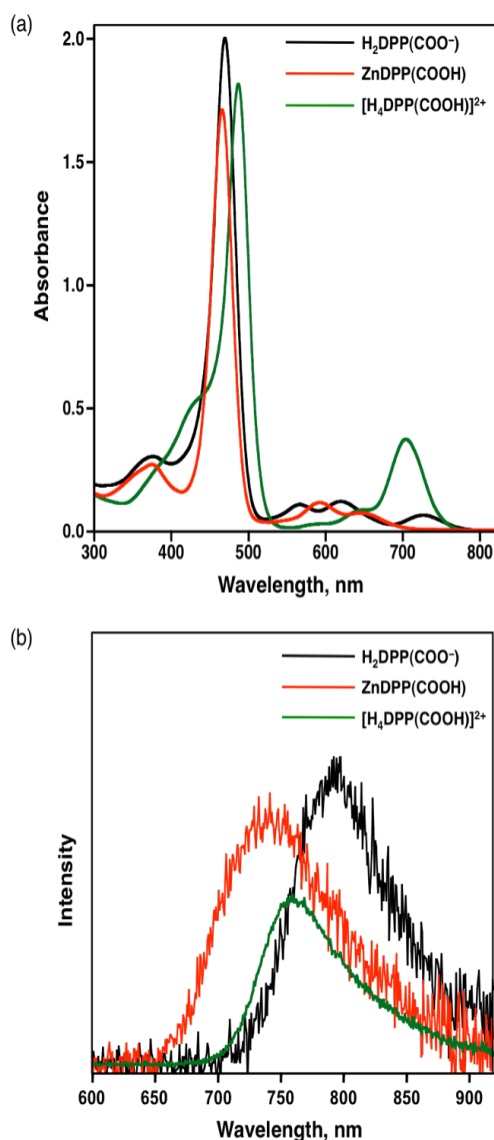 (a)
2.0
1.5
1.0
0.5
0.0
Absorbance
H₂DPP(COO⁻)
ZnDPP(COOH)
[H₄DPP(COOH)]²⁺
300 400 500 600 700 800
Wavelength, nm
(b)
Intensity
H₂DPP(COO⁻)
ZnDPP(COOH)
[H₄DPP(COOH)]²⁺
600 650 700 750 800 850 900
Wavelength, nm